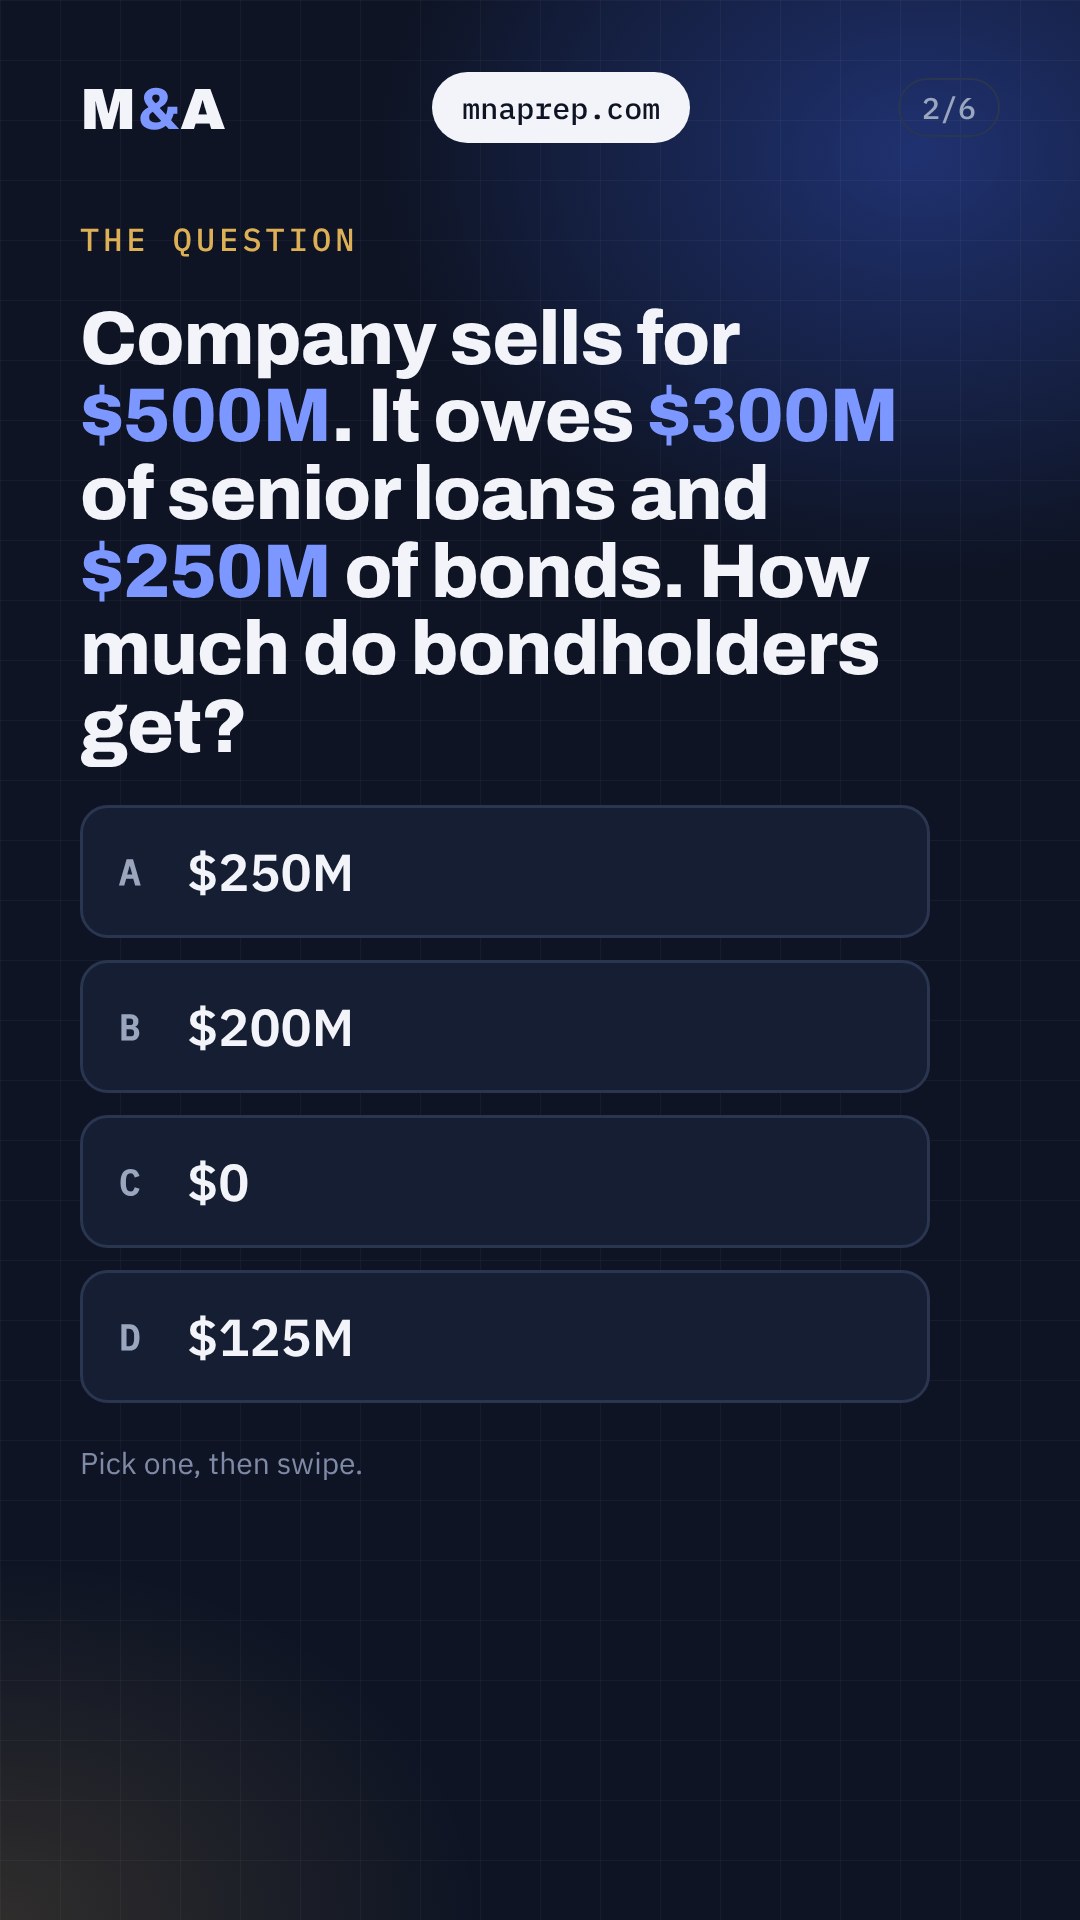 M&A
mnaprep.com
2/6
THE QUESTION
Company sells for
$500M. It owes $300M
of senior loans and
$250M of bonds. How
much do bondholders
get?
A $250M
B $200M
C $0
D $125M
Pick one, then swipe.